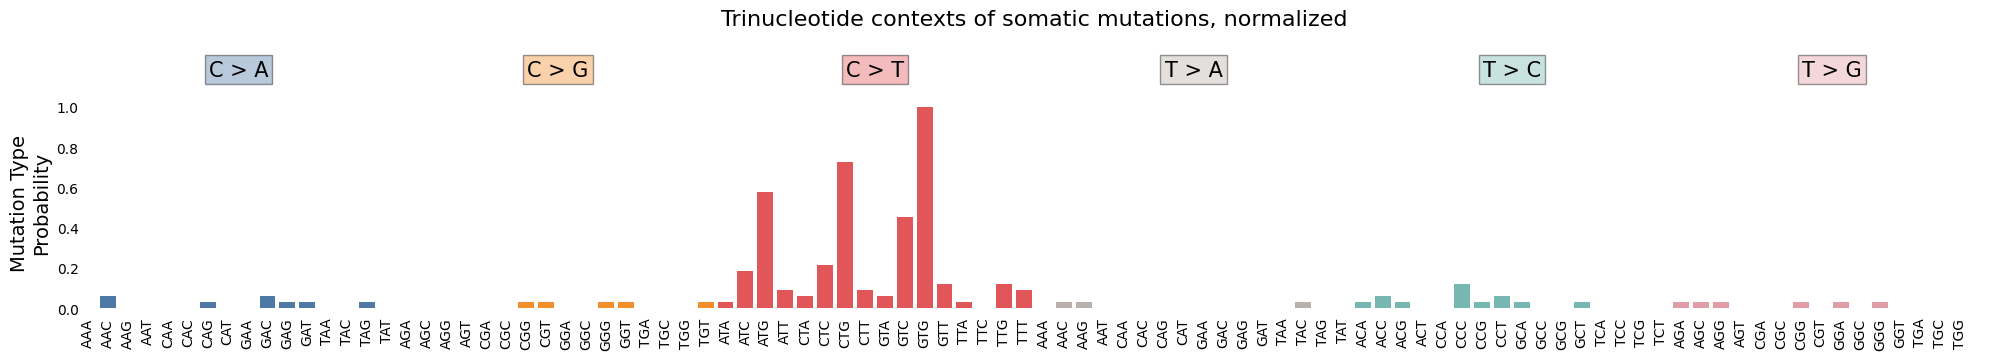 Trinucleotide contexts of somatic mutations, normalized
C > A
C > G
C > T
T > A
T > C
T > G
Mutation Type
Probability
1.0
0.8
0.6
0.4
0.2
0.0
AAA AAC AAG AAT CAA CAC CAG CAT GAA GAC GAG GAT TAA TAC TAG TAT AGA AGC AGG AGT CGA CGC CGG CGT GGA GGC GGG GGT TGA TGC TGG TGT ATA ATC ATG ATT CTA CTC CTG CTT GTA GTC GTG GTT TTA TTC TTG TTT AAA AAC AAG AAT CAA CAC CAG CAT GAA GAC GAG GAT TAA TAC TAG TAT ACA ACC ACG ACT CCA CCC CCG CCT GCA GCC GCG GCT TCA TCC TCG TCT AGA AGC AGG AGT CGA CGC CGG CGT GGA GGC GGG GGT TGA TGC TGG